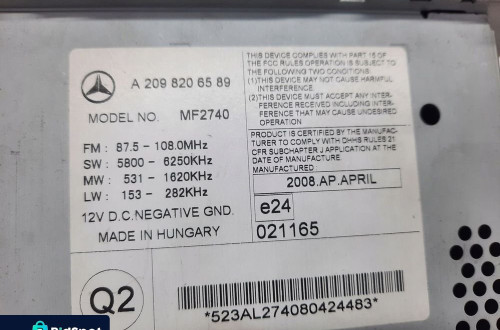 A 209 820 65 89
MODEL NO. MF2740
FM : 87.5 - 108.0MHz
SW : 5800 - 6250KHz
MW : 531 - 1620KHz
LW : 153 - 282KHz
12V D.C.NEGATIVE GND.
MADE IN HUNGARY
THIS DEVICE COMPLIES WITH PART 15 OF
THE FCC RULES OPERATION IS SUBJECT TO
THE FOLLOWING TWO CONDITIONS
(1)THIS DEVICE MAY NOT CAUSE HARMFUL
INTERFERENCE, AND
(2)THIS DEVICE MUST ACCEPT ANY INTER-
FERENCE RECEIVED INCLUDING INTER-
FERENCE THAT MAY CAUSE UNDESIRED
OPERATION
PRODUCT IS CERTIFIED BY THE MANUFAC-
TURER TO COMPLY WITH DHHS RULES 21
CFR SUBCHAPTER J APPLICATION AT THE
DATE OF MANUFACTURE.
MANUFACTURED :
2008.AP.APRIL
e24
021165
Q2
*523AL274080424483*
BidSpot